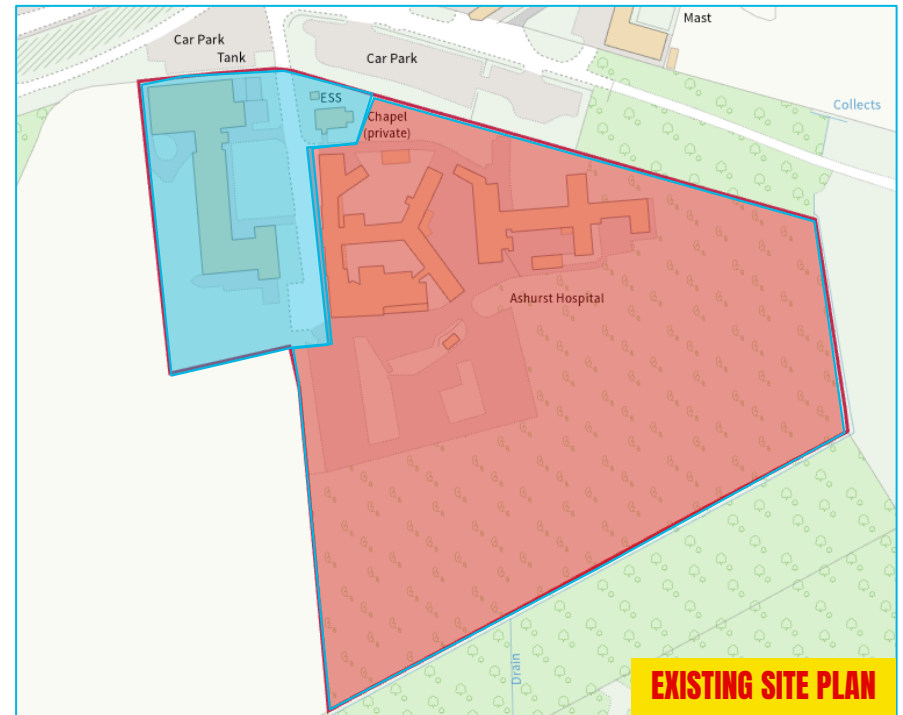 Mast
Car Park
Tank
Car Park
Collects
ESS
Chapel
(private)
Ashurst Hospital
Drain
EXISTING SITE PLAN